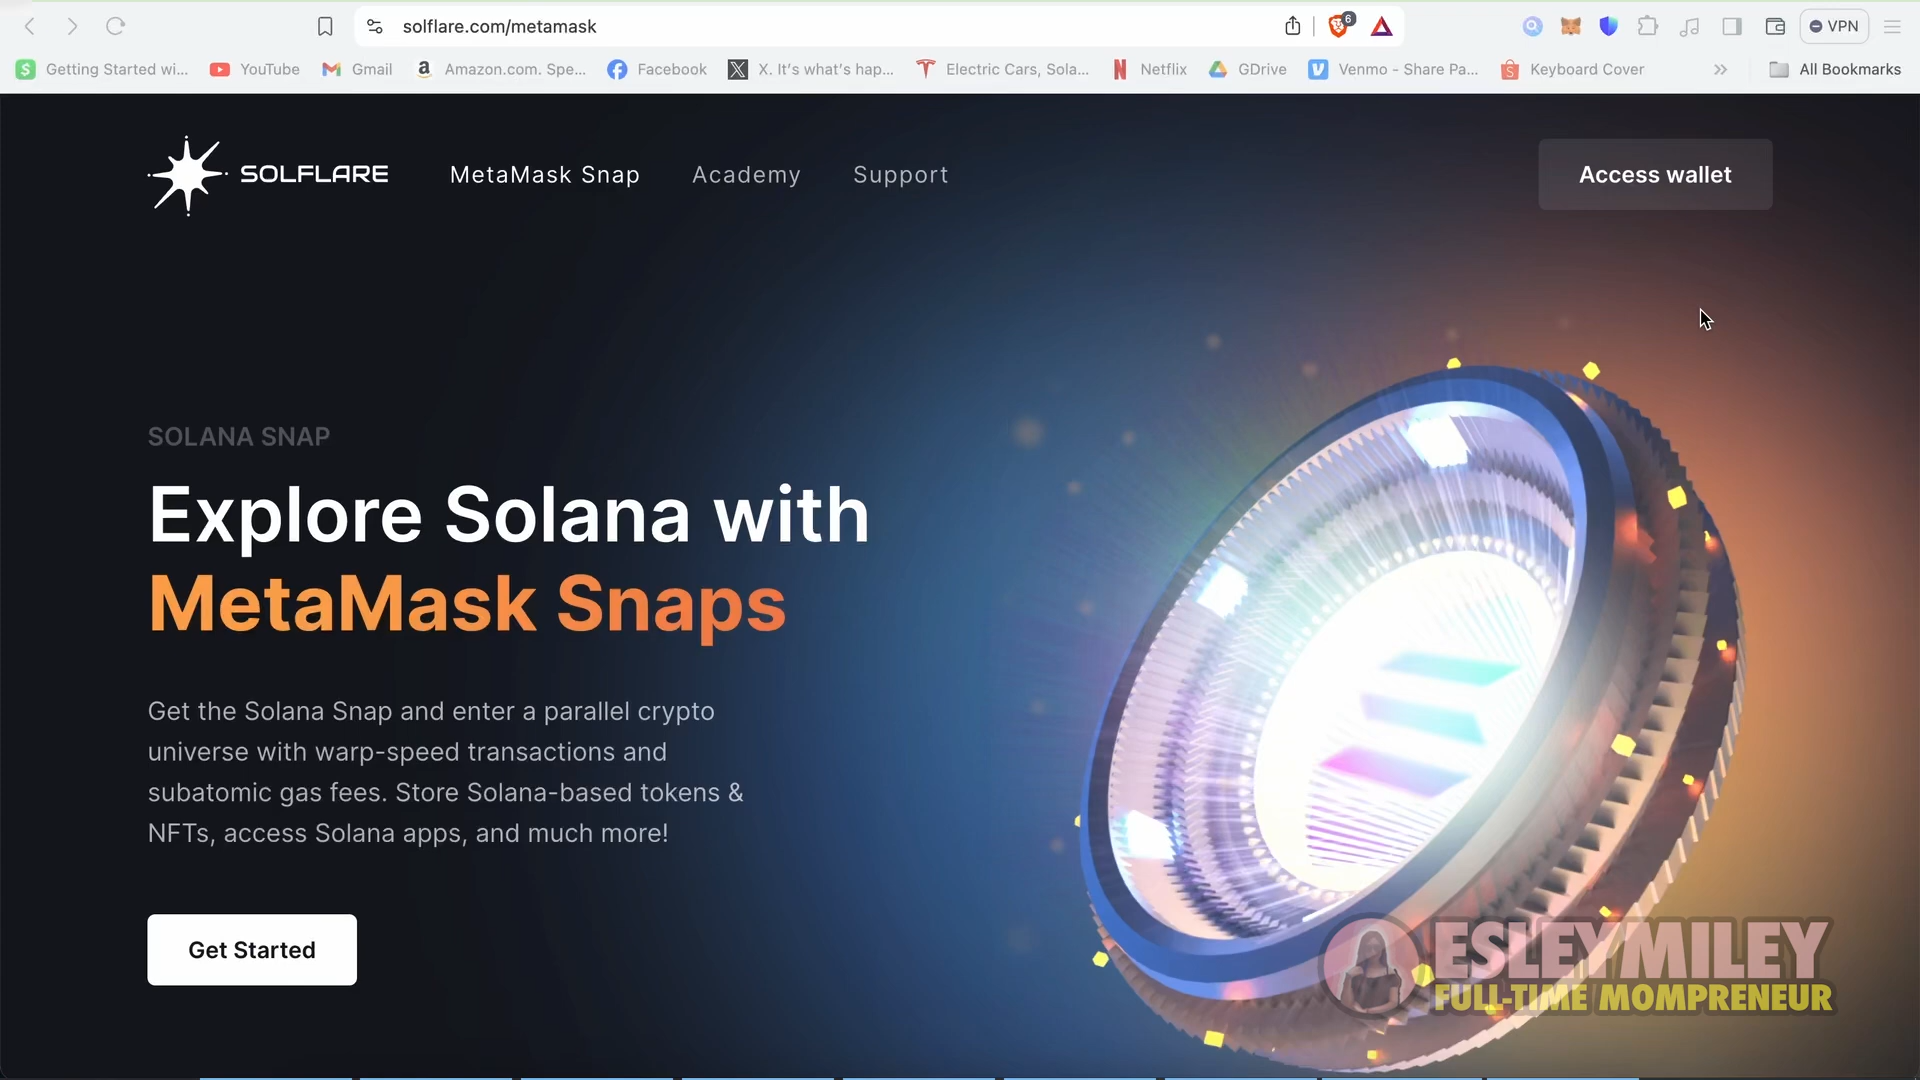 solflare.com/metamask
6
VPN
Getting Started wi...
YouTube
Gmail
Amazon.com. Spe...
Facebook
X. It's what's hap...
Electric Cars, Sola...
Netflix
GDrive
Venmo - Share Pa...
Keyboard Cover
All Bookmarks
SOLFLARE
MetaMask Snap
Academy
Support
Access wallet
SOLANA SNAP
Explore Solana with
MetaMask Snaps
Get the Solana Snap and enter a parallel crypto
universe with warp-speed transactions and
subatomic gas fees. Store Solana-based tokens &
NFTs, access Solana apps, and much more!
Get Started
ESLEYMILEY
FULL-TIME MOMPRENEUR